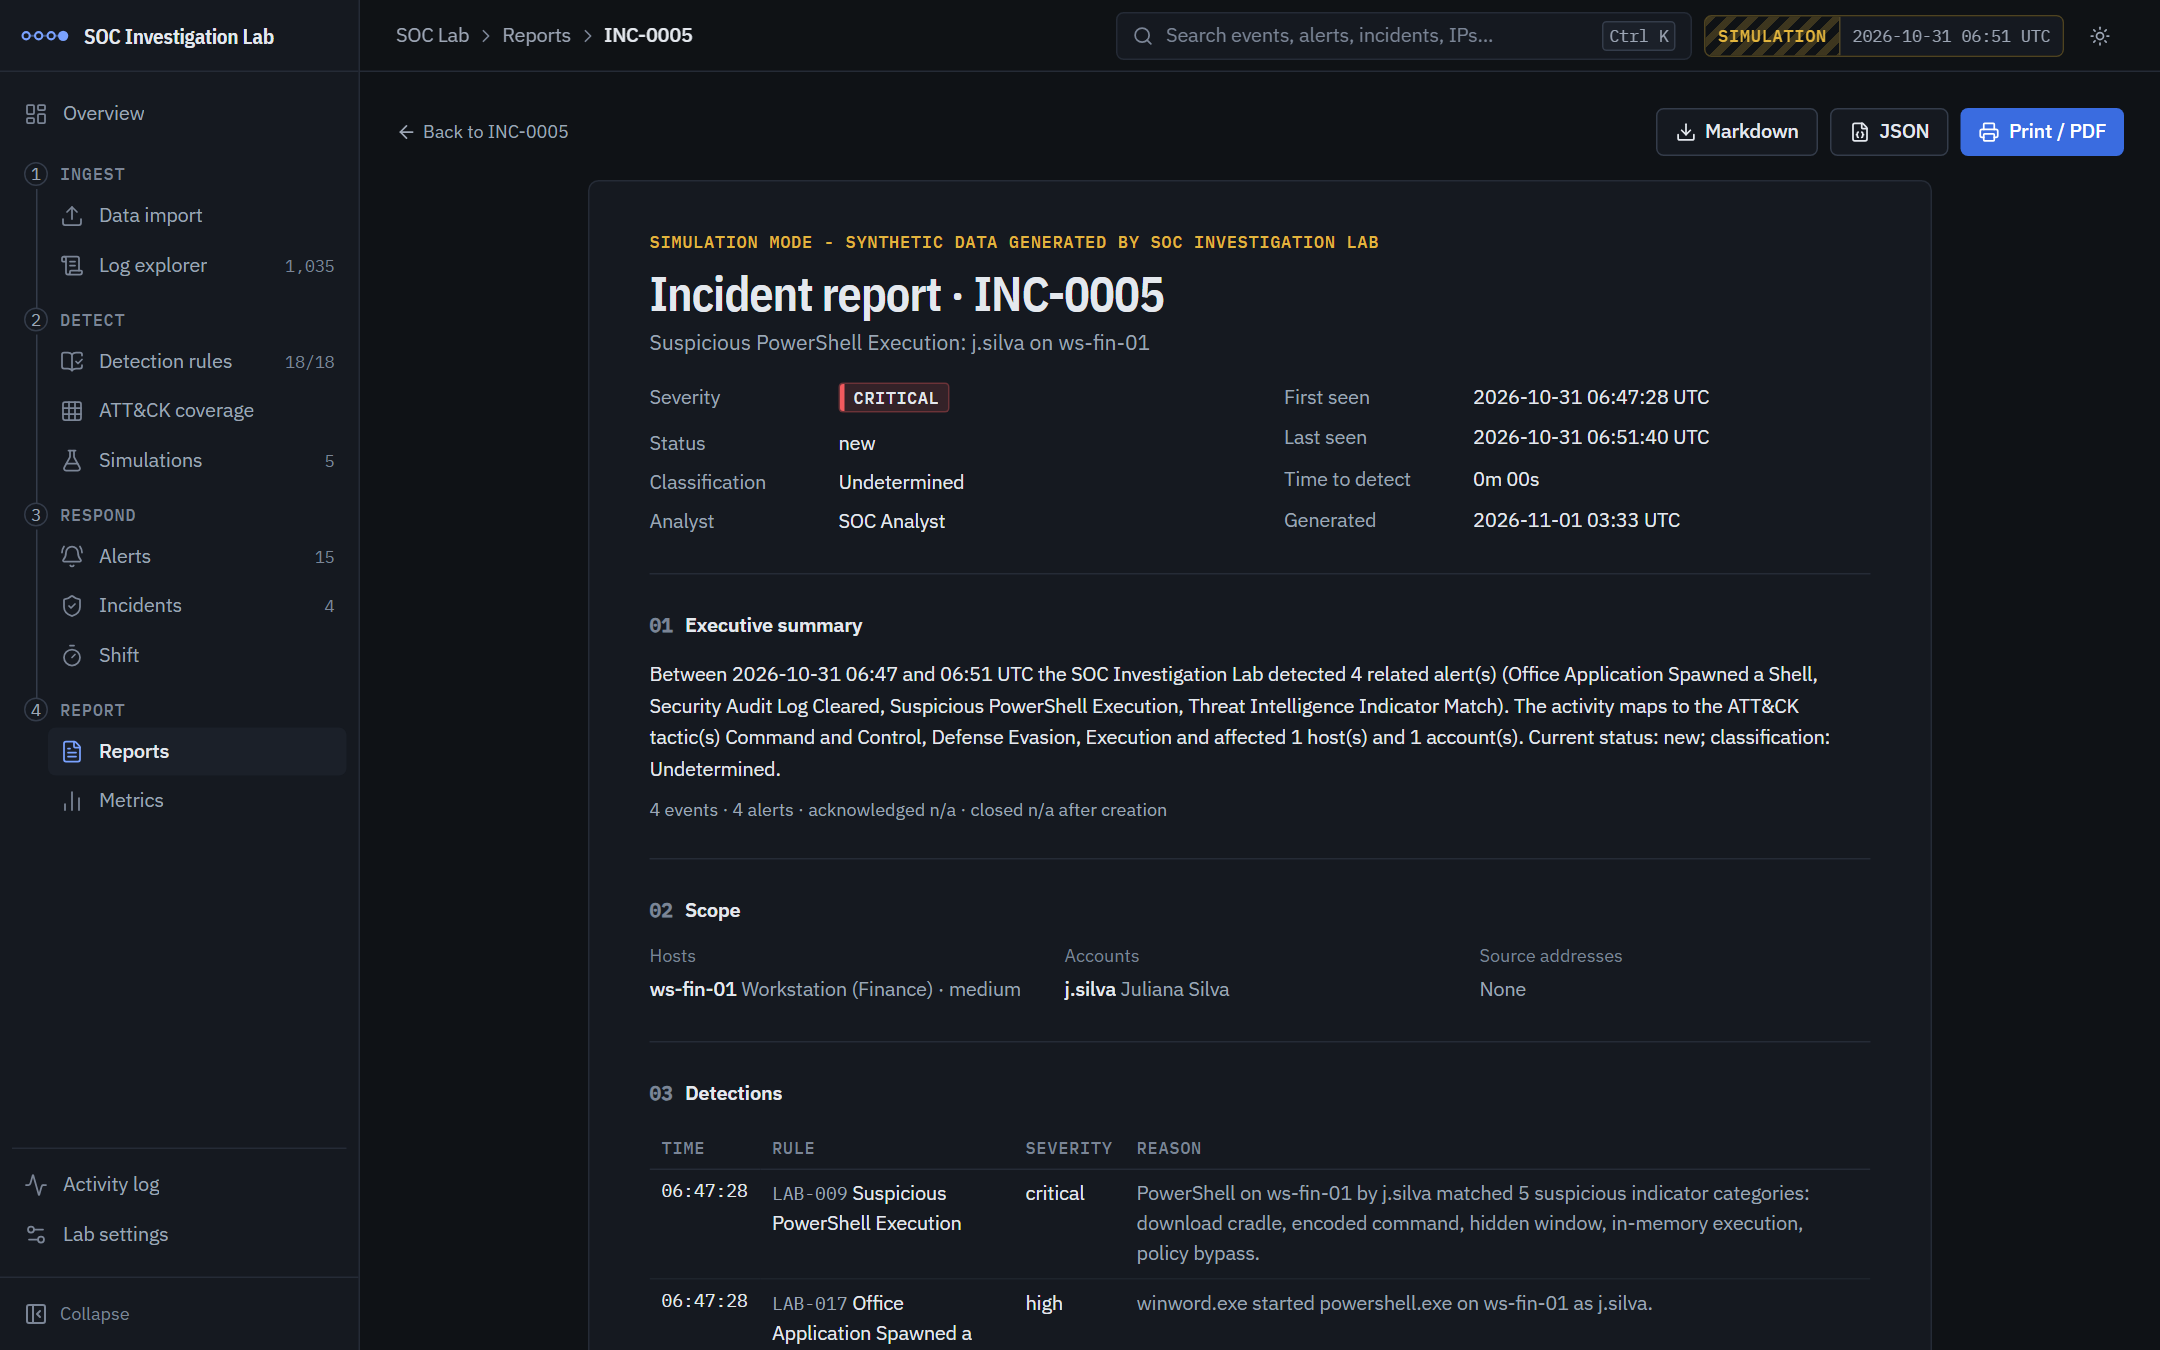 SOC Investigation Lab
SOC Lab > Reports > INC-0005
Search events, alerts, incidents, IPs...
Ctrl K
SIMULATION
2026-10-31 06:51 UTC
Overview
1 INGEST
Data import
Log explorer 1,035
2 DETECT
Detection rules 18/18
ATT&CK coverage
Simulations 5
3 RESPOND
Alerts 15
Incidents 4
Shift
4 REPORT
Reports
Metrics
Activity log
Lab settings
Collapse
Back to INC-0005
Markdown
JSON
Print / PDF
SIMULATION MODE - SYNTHETIC DATA GENERATED BY SOC INVESTIGATION LAB
Incident report · INC-0005
Suspicious PowerShell Execution: j.silva on ws-fin-01
Severity CRITICAL
Status new
Classification Undetermined
Analyst SOC Analyst
First seen 2026-10-31 06:47:28 UTC
Last seen 2026-10-31 06:51:40 UTC
Time to detect 0m 00s
Generated 2026-11-01 03:33 UTC
01 Executive summary
Between 2026-10-31 06:47 and 06:51 UTC the SOC Investigation Lab detected 4 related alert(s) (Office Application Spawned a Shell,
Security Audit Log Cleared, Suspicious PowerShell Execution, Threat Intelligence Indicator Match). The activity maps to the ATT&CK
tactic(s) Command and Control, Defense Evasion, Execution and affected 1 host(s) and 1 account(s). Current status: new; classification:
Undetermined.
4 events · 4 alerts · acknowledged n/a · closed n/a after creation
02 Scope
Hosts
ws-fin-01 Workstation (Finance) · medium
Accounts
j.silva Juliana Silva
Source addresses
None
03 Detections
TIME RULE SEVERITY REASON
06:47:28 LAB-009 Suspicious critical PowerShell on ws-fin-01 by j.silva matched 5 suspicious indicator categories:
PowerShell Execution download cradle, encoded command, hidden window, in-memory execution,
policy bypass.
06:47:28 LAB-017 Office high winword.exe started powershell.exe on ws-fin-01 as j.silva.
Application Spawned a